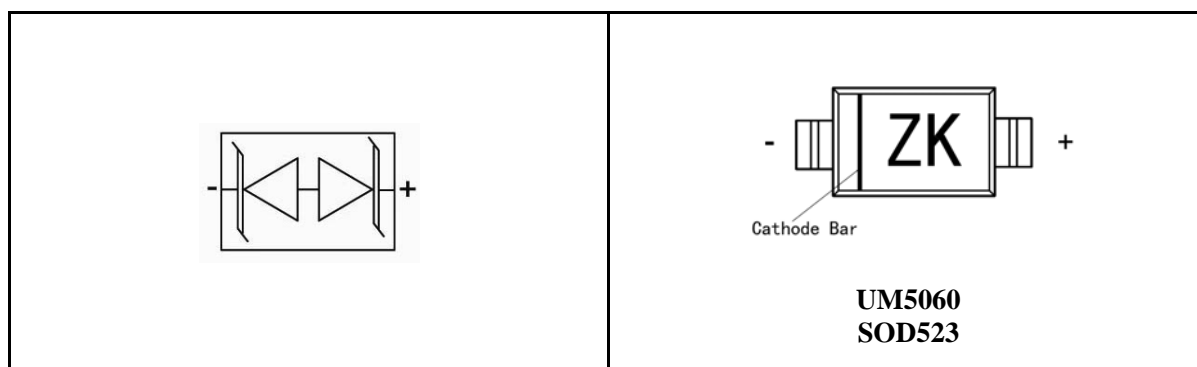 - +
- ZK +
Cathode Bar
UM5060
SOD523